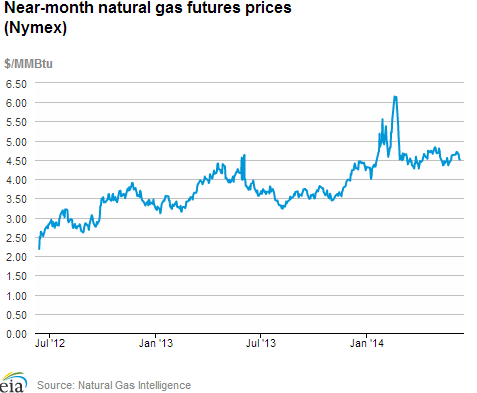 Near-month natural gas futures prices
(Nymex)
$/MMBtu
6.50
6.00
5.50
5.00
4.50
4.00
3.50
3.00
2.50
2.00
1.50
1.00
0.50
0.00
Jul '12 Jan '13 Jul'13 Jan '14
eia Source: Natural Gas Intelligence